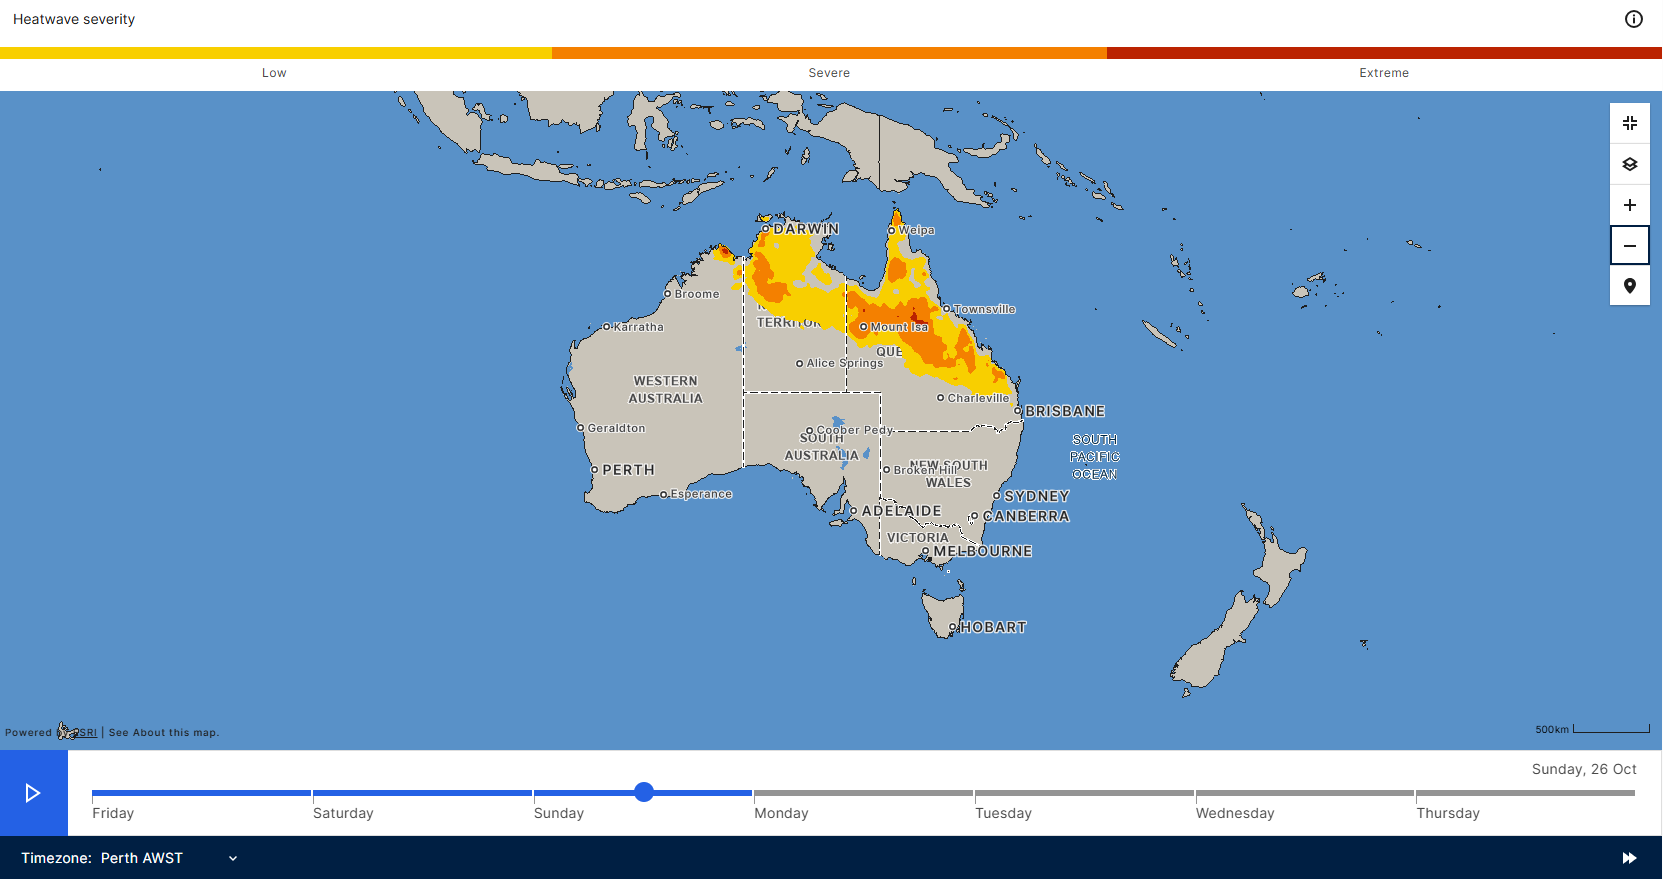 Heatwave severity
Low
Severe
Extreme
DARWIN
Weipa
Broome
Townsville
TERRITOR
Karratha
Mount Isa
QUE
Alice Springs
WESTERN
AUSTRALIA
Charleville
BRISBANE
Geraldton
Coober Pedy
SOUTH
AUSTRALIA
SOUTH
PACIFIC
OCEAN
PERTH
Broken Hill
NEW SOUTH
WALES
Esperance
SYDNEY
ADELAIDE
CANBERRA
VICTORIA
MELBOURNE
HOBART
Powered
SRI | See About this map.
500km
Sunday, 26 Oct
Friday
Saturday
Sunday
Monday
Tuesday
Wednesday
Thursday
Timezone: Perth AWST